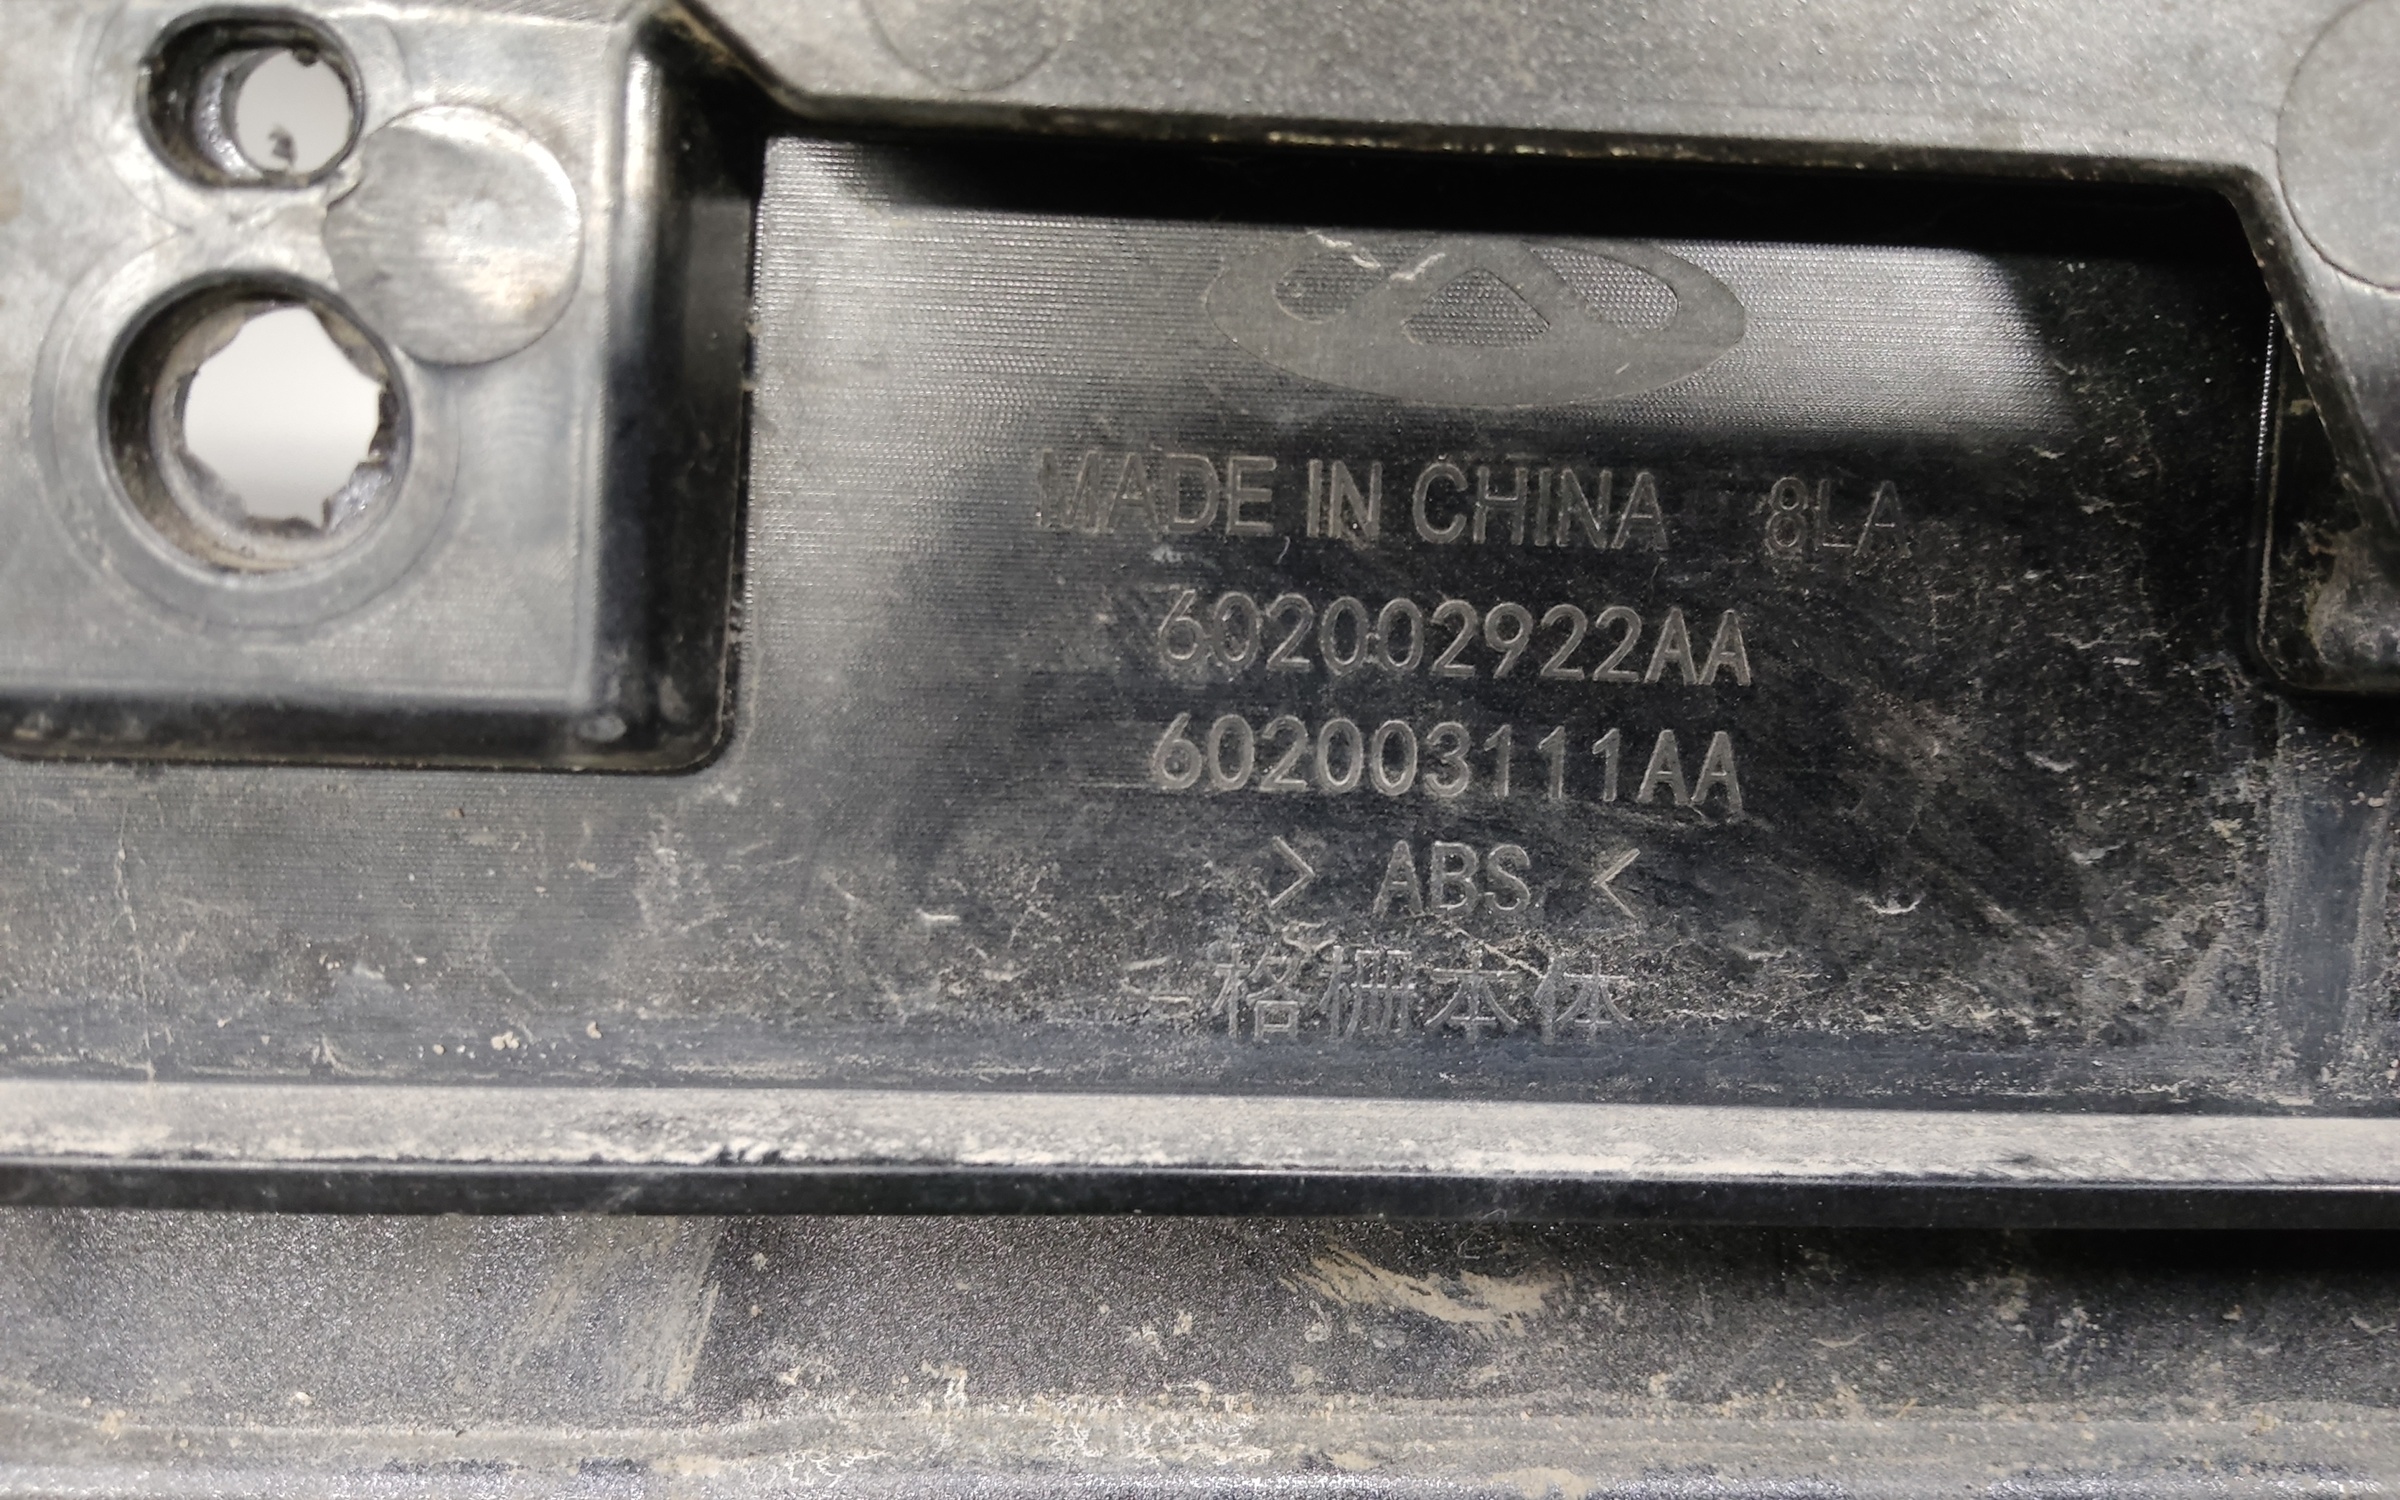 MADE IN CHINA 8LA
602002922AA
602003111AA
> ABS <
格栅本体